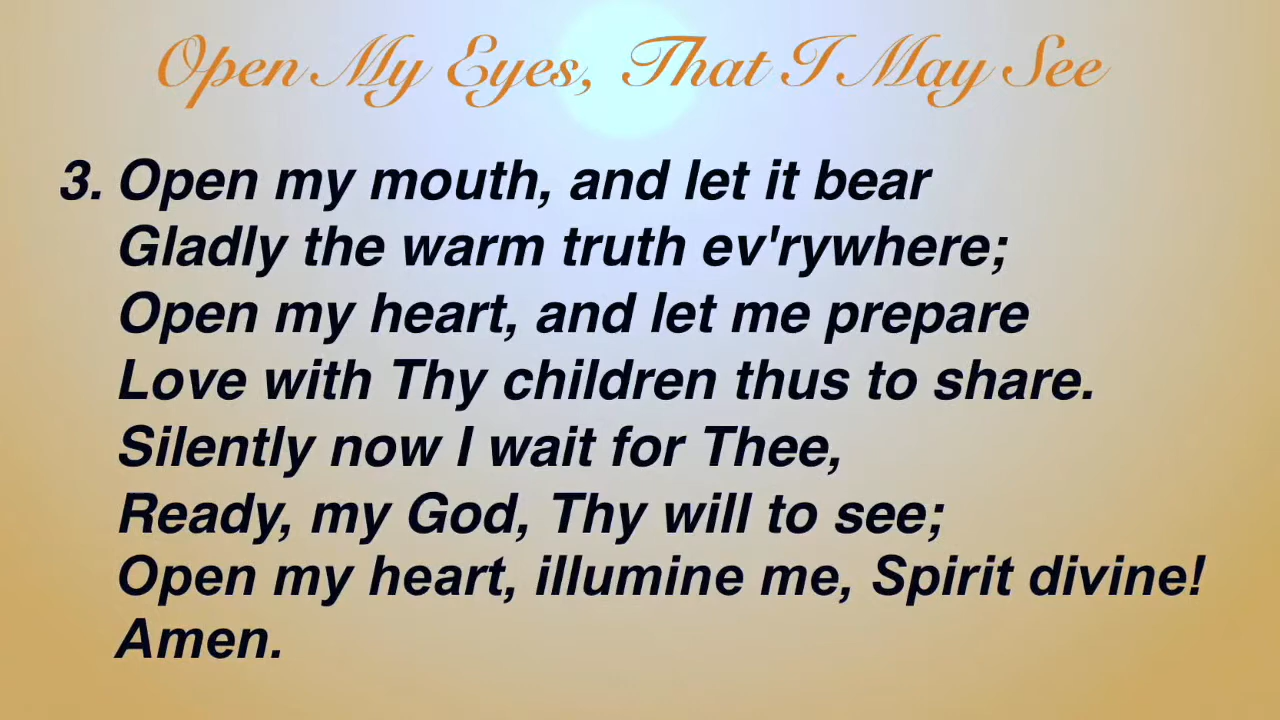 Open My Eyes, That I May See
3. Open my mouth, and let it bear
Gladly the warm truth ev'rywhere;
Open my heart, and let me prepare
Love with Thy children thus to share.
Silently now I wait for Thee,
Ready, my God, Thy will to see;
Open my heart, illumine me, Spirit divine!
Amen.